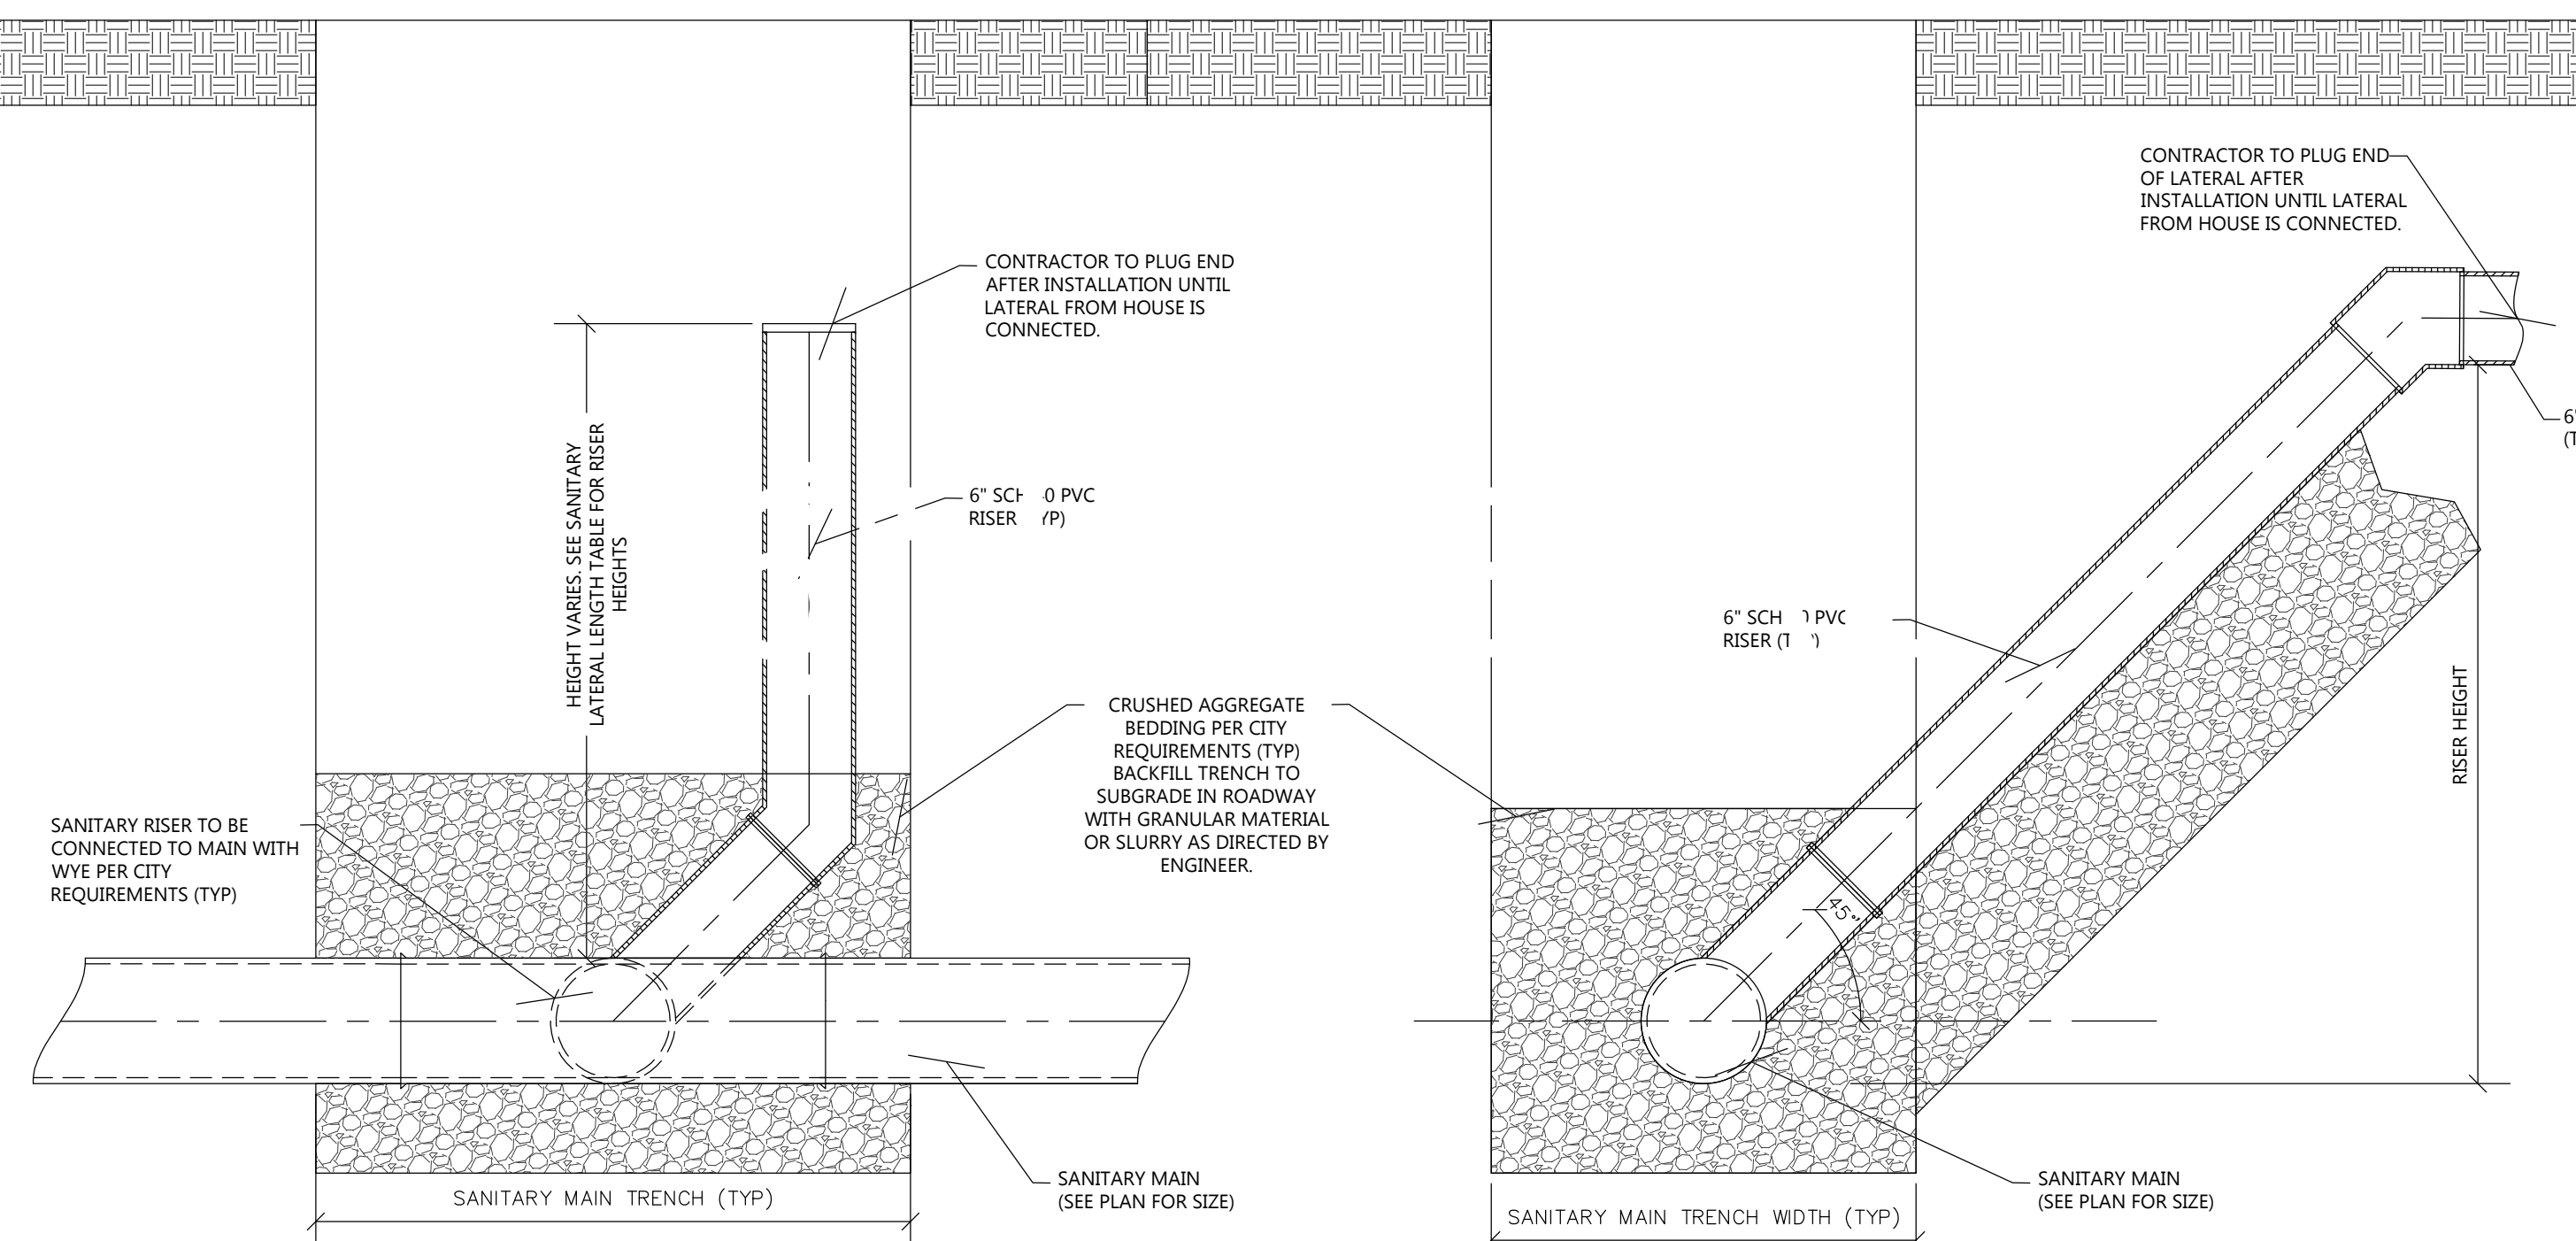 CONTRACTOR TO PLUG END
OF LATERAL AFTER
INSTALLATION UNTIL LATERAL
FROM HOUSE IS CONNECTED.
CONTRACTOR TO PLUG END
AFTER INSTALLATION UNTIL
LATERAL FROM HOUSE IS
CONNECTED.
HEIGHT VARIES. SEE SANITARY
LATERAL LENGTH TABLE FOR RISER
HEIGHTS
6" PVC
RISER
6" SCH PVC
RISER
CRUSHED AGGREGATE
BEDDING PER CITY
REQUIREMENTS (TYP)
BACKFILL TRENCH TO
SUBGRADE IN ROADWAY
WITH GRANULAR MATERIAL
OR SLURRY AS DIRECTED BY
ENGINEER.
RISER HEIGHT
SANITARY RISER TO BE
CONNECTED TO MAIN WITH
WYE PER CITY
REQUIREMENTS (TYP)
45°
SANITARY MAIN
(SEE PLAN FOR SIZE)
SANITARY MAIN
(SEE PLAN FOR SIZE)
SANITARY MAIN TRENCH (TYP)
SANITARY MAIN TRENCH WIDTH (TYP)